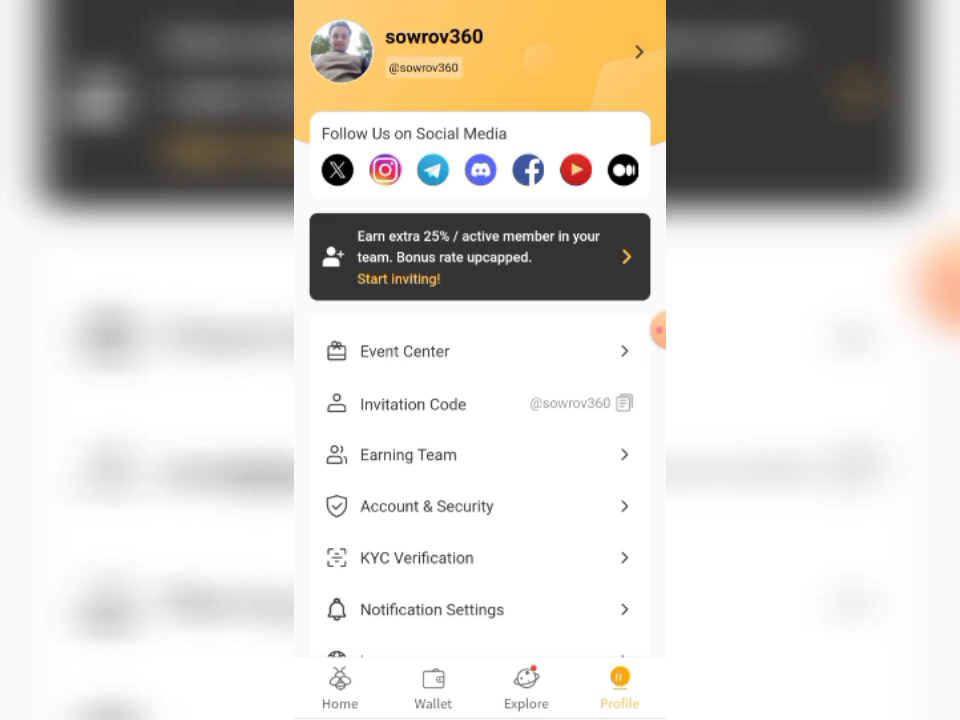 sowrov360
@sowrov360
Follow Us on Social Media
Earn extra 25% / active member in your
team. Bonus rate upcapped.
Start inviting!
Event Center
Invitation Code @sowrov360
Earning Team
Account & Security
KYC Verification
Notification Settings
Home Wallet Explore Profile